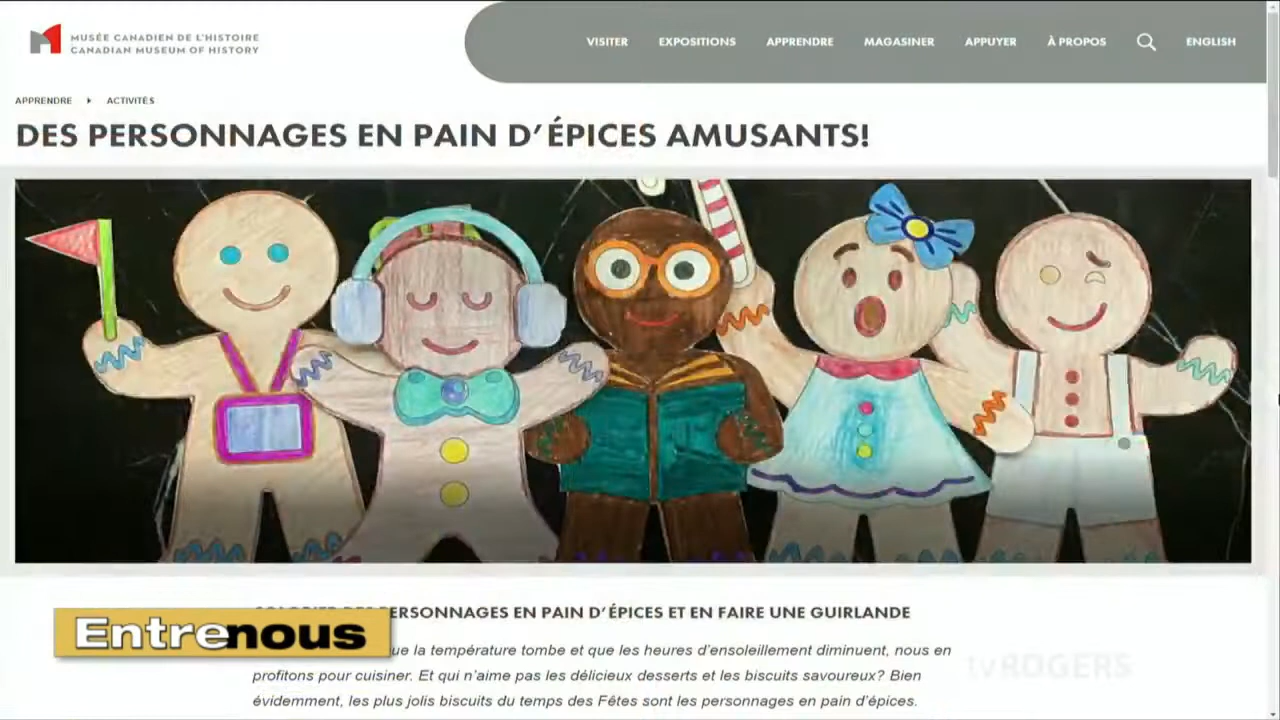 MUSÉE CANADIEN DE L'HISTOIRE
CANADIAN MUSEUM OF HISTORY
VISITER EXPOSITIONS APPRENDRE MAGASINER APPUYER À PROPOS ENGLISH
APPRENDRE ACTIVITÉS
DES PERSONNAGES EN PAIN D'ÉPICES AMUSANTS!
PERSONNAGES EN PAIN D'ÉPICES ET EN FAIRE UNE GUIRLANDE
Entrenous
la température tombe et que les heures d'ensoleillement diminuent, nous en
profitons pour cuisiner. Et qui n'aime pas les délicieux desserts et les biscuits savoureux? Bien
évidemment, les plus jolis biscuits du temps des Fêtes sont les personnages en pain d'épices.
tvROGERS